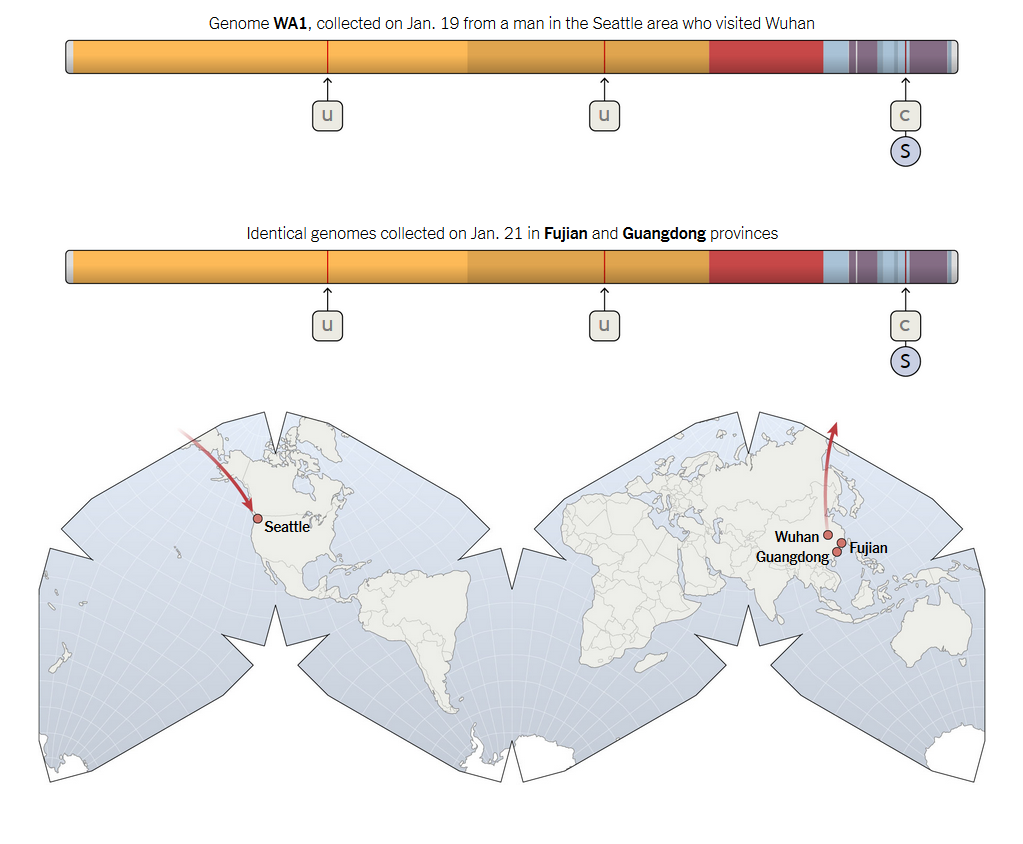 Genome WA1, collected on Jan. 19 from a man in the Seattle area who visited Wuhan
u
u
c
S
Identical genomes collected on Jan. 21 in Fujian and Guangdong provinces
u
u
c
S
Seattle
Wuhan
Fujian
Guangdong